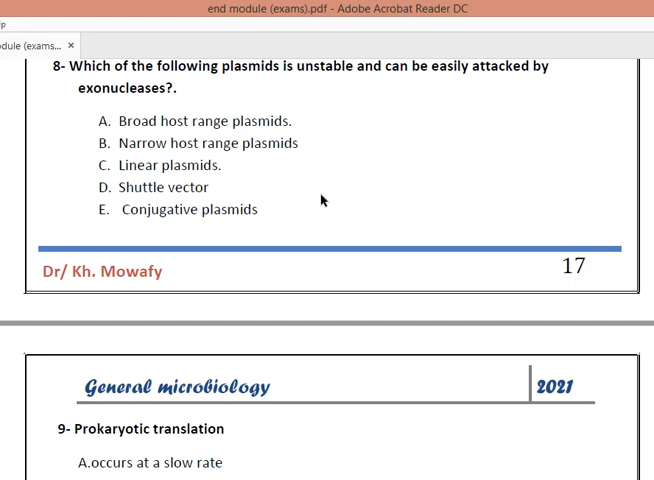 end module (exams).pdf - Adobe Acrobat Reader DC
lp
odule (exams... ×
8- Which of the following plasmids is unstable and can be easily attacked by
exonucleases?.
A. Broad host range plasmids.
B. Narrow host range plasmids
C. Linear plasmids.
D. Shuttle vector
E. Conjugative plasmids
Dr/ Kh. Mowafy 17
General microbiology 2021
9- Prokaryotic translation
A.occurs at a slow rate